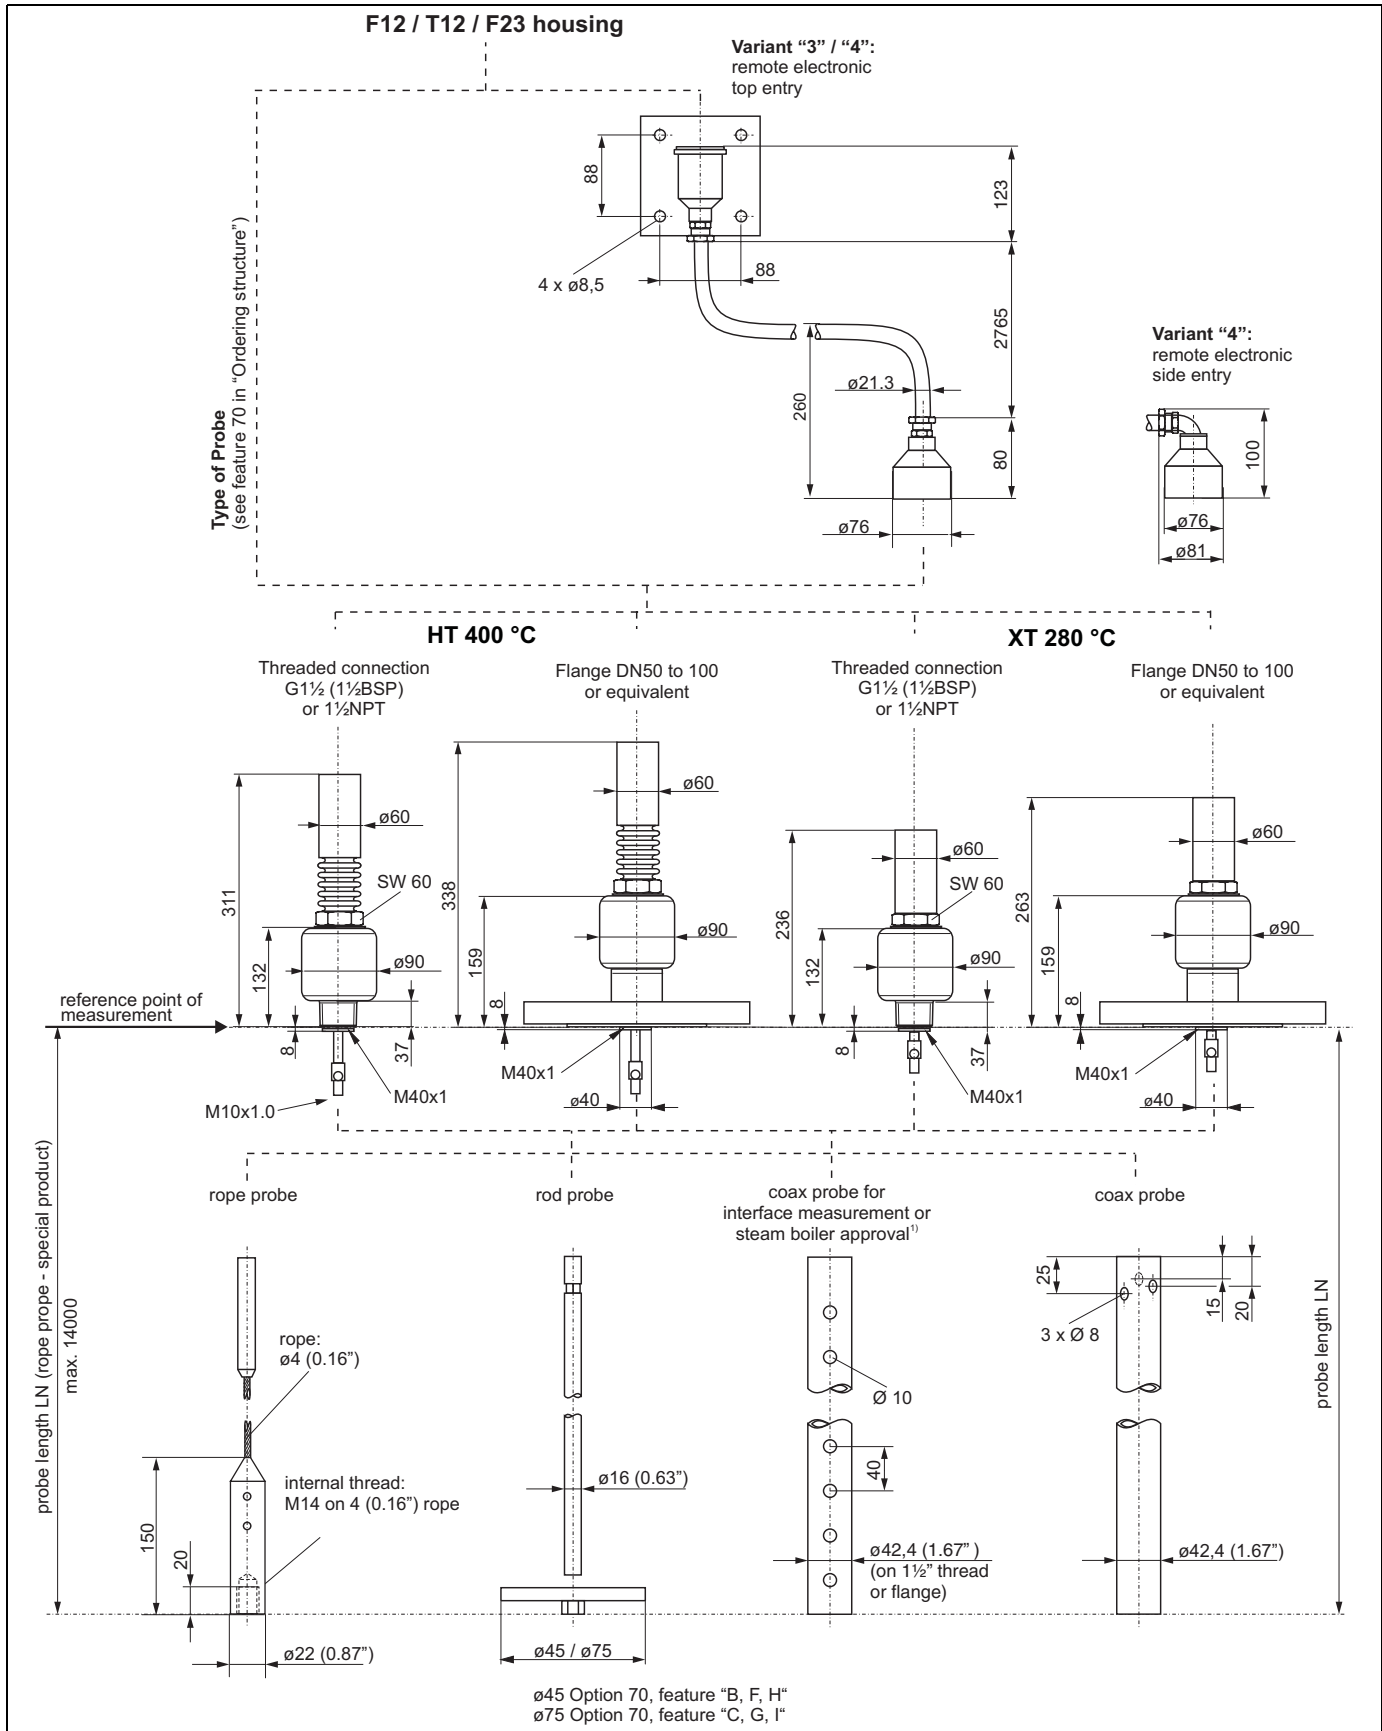 F12 / T12 / F23 housing
Variant “3” / “4”:
remote electronic
top entry
88
123
4 x ø8,5
88
2765
Type of Probe
(see feature 70 in “Ordering structure”)
ø21.3
260
80
ø76
Variant “4”:
remote electronic
side entry
100
ø76
ø81
HT 400 °C
XT 280 °C
Threaded connection
G1½ (1½BSP)
or 1½NPT
Flange DN50 to 100
or equivalent
Threaded connection
G1½ (1½BSP)
or 1½NPT
Flange DN50 to 100
or equivalent
311
ø60
SW 60
132
ø90
8
37
M40x1
M10x1.0
338
ø60
159
ø90
8
M40x1
ø40
236
ø60
SW 60
132
ø90
8
37
M40x1
263
ø60
159
ø90
8
M40x1
ø40
reference point of
measurement
probe length LN (rope prope - special product)
max. 14000
rope probe
rod probe
coax probe for
interface measurement or
steam boiler approval¹⁾
coax probe
rope:
ø4 (0.16”)
internal thread:
M14 on 4 (0.16”) rope
150
20
ø22 (0.87”)
ø16 (0.63”)
ø45 / ø75
Ø 10
40
ø42,4 (1.67” )
(on 1½” thread
or flange)
25
3 x Ø 8
15
20
ø42,4 (1.67”)
probe length LN
ø45 Option 70, feature “B, F, H“
ø75 Option 70, feature “C, G, I“